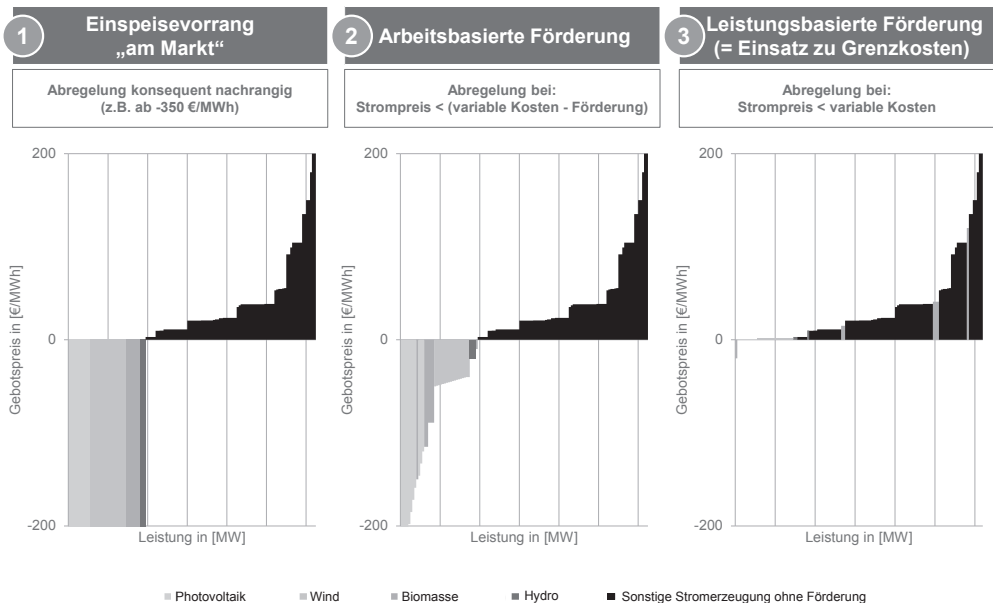 1
Einspeisevorrang
„am Markt“
Abregelung konsequent nachrangig
(z.B. ab -350 €/MWh)
200
0
-200
Gebotspreis in [€/MWh]
Leistung in [MW]
2
Arbeitsbasierte Förderung
Abregelung bei:
Strompreis < (variable Kosten - Förderung)
200
0
-200
Gebotspreis in [€/MWh]
Leistung in [MW]
3
Leistungsbasierte Förderung
(= Einsatz zu Grenzkosten)
Abregelung bei:
Strompreis < variable Kosten
200
0
-200
Gebotspreis in [€/MWh]
Leistung in [MW]
Photovoltaik
Wind
Biomasse
Hydro
Sonstige Stromerzeugung ohne Förderung